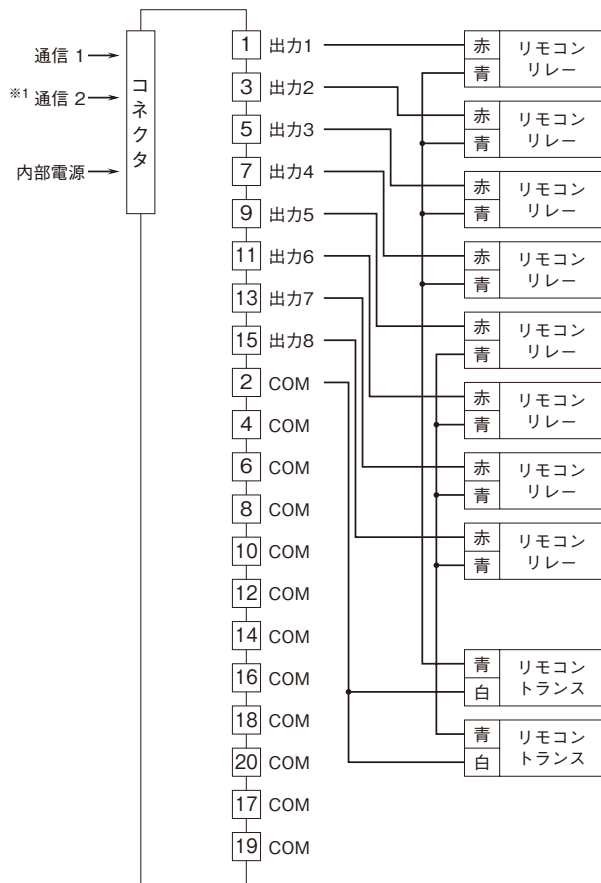 通信 1
※1 通信 2
内部電源
コネクタ
1 出力1
3 出力2
5 出力3
7 出力4
9 出力5
11 出力6
13 出力7
15 出力8
2 COM
4 COM
6 COM
8 COM
10 COM
12 COM
14 COM
16 COM
18 COM
20 COM
17 COM
19 COM
赤
青
リモコン
リレー
赤
青
リモコン
リレー
赤
青
リモコン
リレー
赤
青
リモコン
リレー
赤
青
リモコン
リレー
赤
青
リモコン
リレー
赤
青
リモコン
リレー
赤
青
リモコン
リレー
青
白
リモコン
トランス
青
白
リモコン
トランス